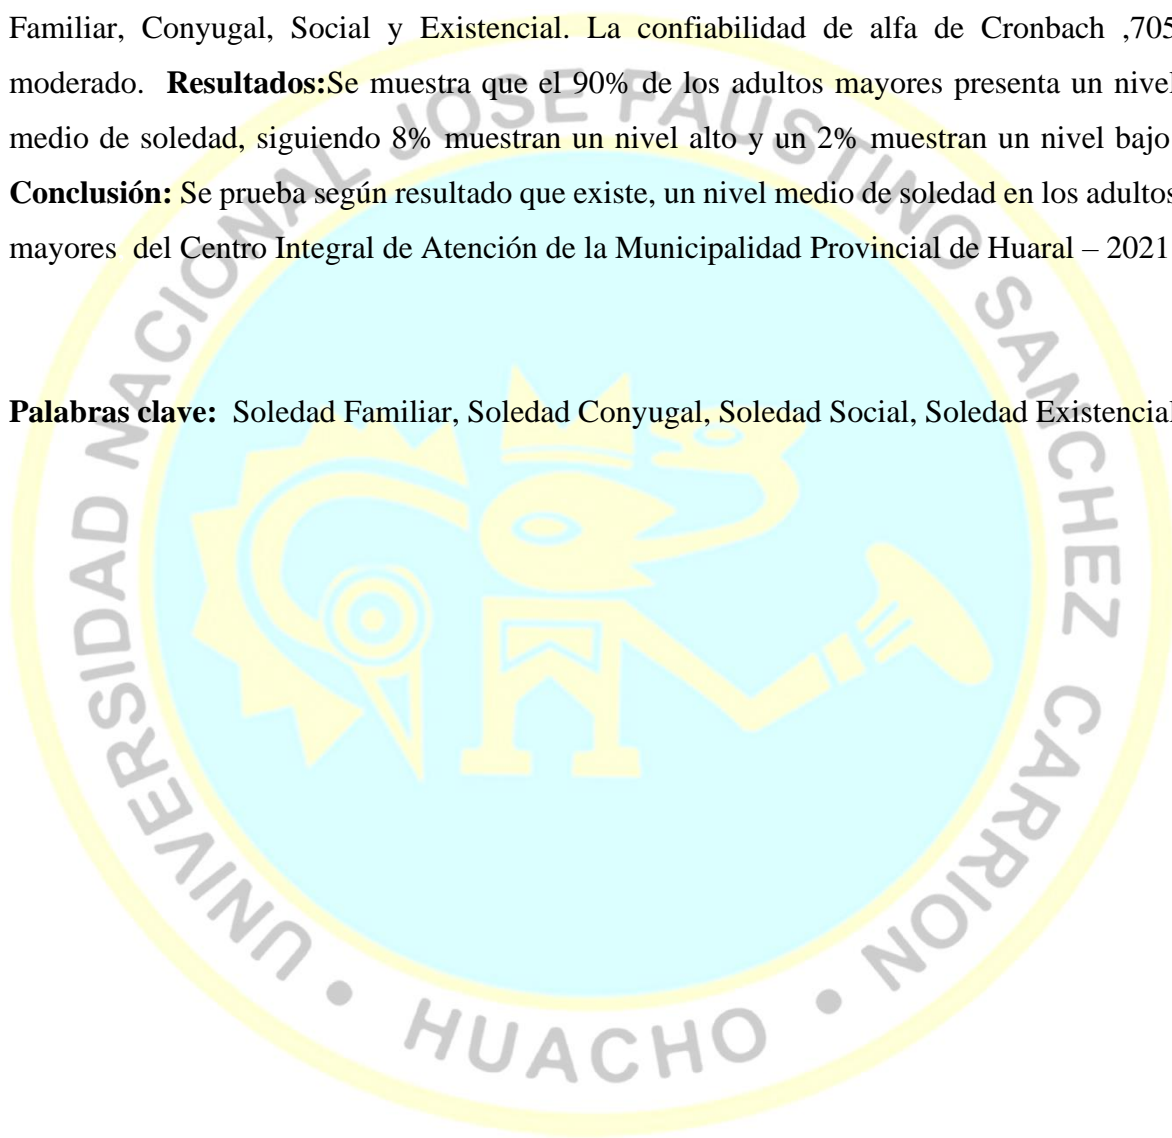 Familiar, Conyugal, Social y Existencial. La confiabilidad de alfa de Cronbach ,705
moderado. Resultados:Se muestra que el 90% de los adultos mayores presenta un nivel
medio de soledad, siguiendo 8% muestran un nivel alto y un 2% muestran un nivel bajo
Conclusión: Se prueba según resultado que existe, un nivel medio de soledad en los adultos
mayores del Centro Integral de Atención de la Municipalidad Provincial de Huaral – 2021
Palabras clave: Soledad Familiar, Soledad Conyugal, Soledad Social, Soledad Existencial
UNIVERSIDAD NACIONAL JOSE FAUSTINO SANCHEZ CARRION • HUACHO •